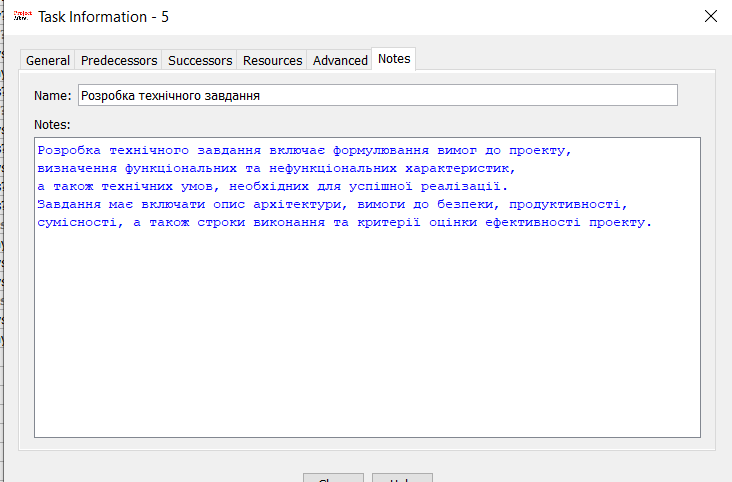 Task Information - 5
General Predecessors Successors Resources Advanced Notes
Name: Розробка технічного завдання
Notes:
Розробка технічного завдання включає формулювання вимог до проекту,
визначення функціональних та нефункціональних характеристик,
а також технічних умов, необхідних для успішної реалізації.
Завдання має включати опис архітектури, вимоги до безпеки, продуктивності,
сумісності, а також строки виконання та критерії оцінки ефективності проекту.